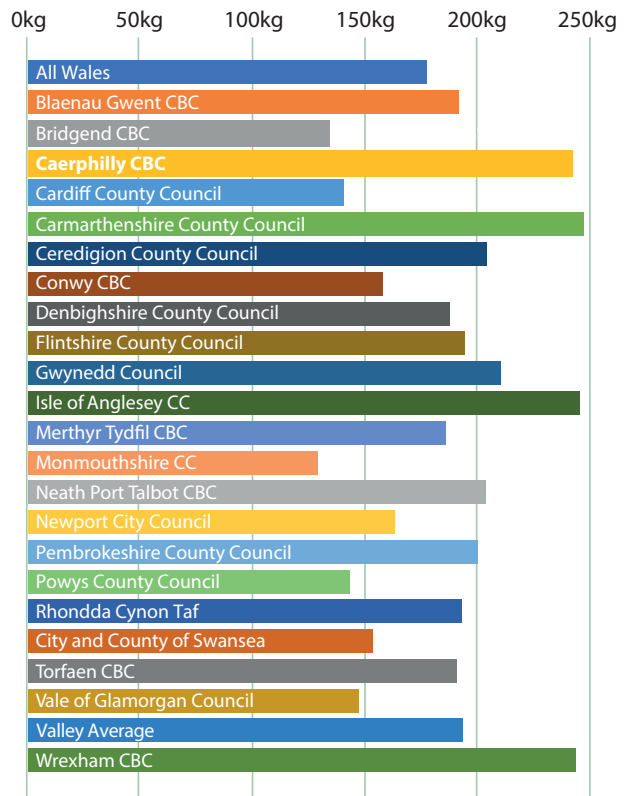 0kg 50kg 100kg 150kg 200kg 250kg
All Wales
Blaenau Gwent CBC
Bridgend CBC
Caerphilly CBC
Cardiff County Council
Carmarthenshire County Council
Ceredigion County Council
Conwy CBC
Denbighshire County Council
Flintshire County Council
Gwynedd Council
Isle of Anglesey CC
Merthyr Tydfil CBC
Monmouthshire CC
Neath Port Talbot CBC
Newport City Council
Pembrokeshire County Council
Powys County Council
Rhondda Cynon Taf
City and County of Swansea
Torfaen CBC
Vale of Glamorgan Council
Valley Average
Wrexham CBC